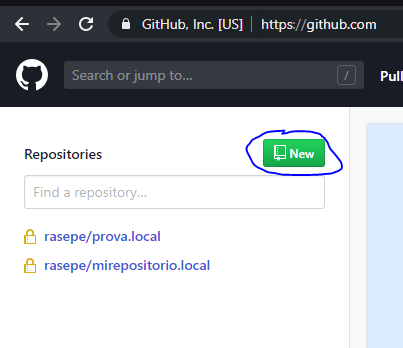 GitHub, Inc. [US] | https://github.com
Search or jump to... /
Pull
Repositories
New
Find a repository...
rasepe/prova.local
rasepe/mirepositorio.local